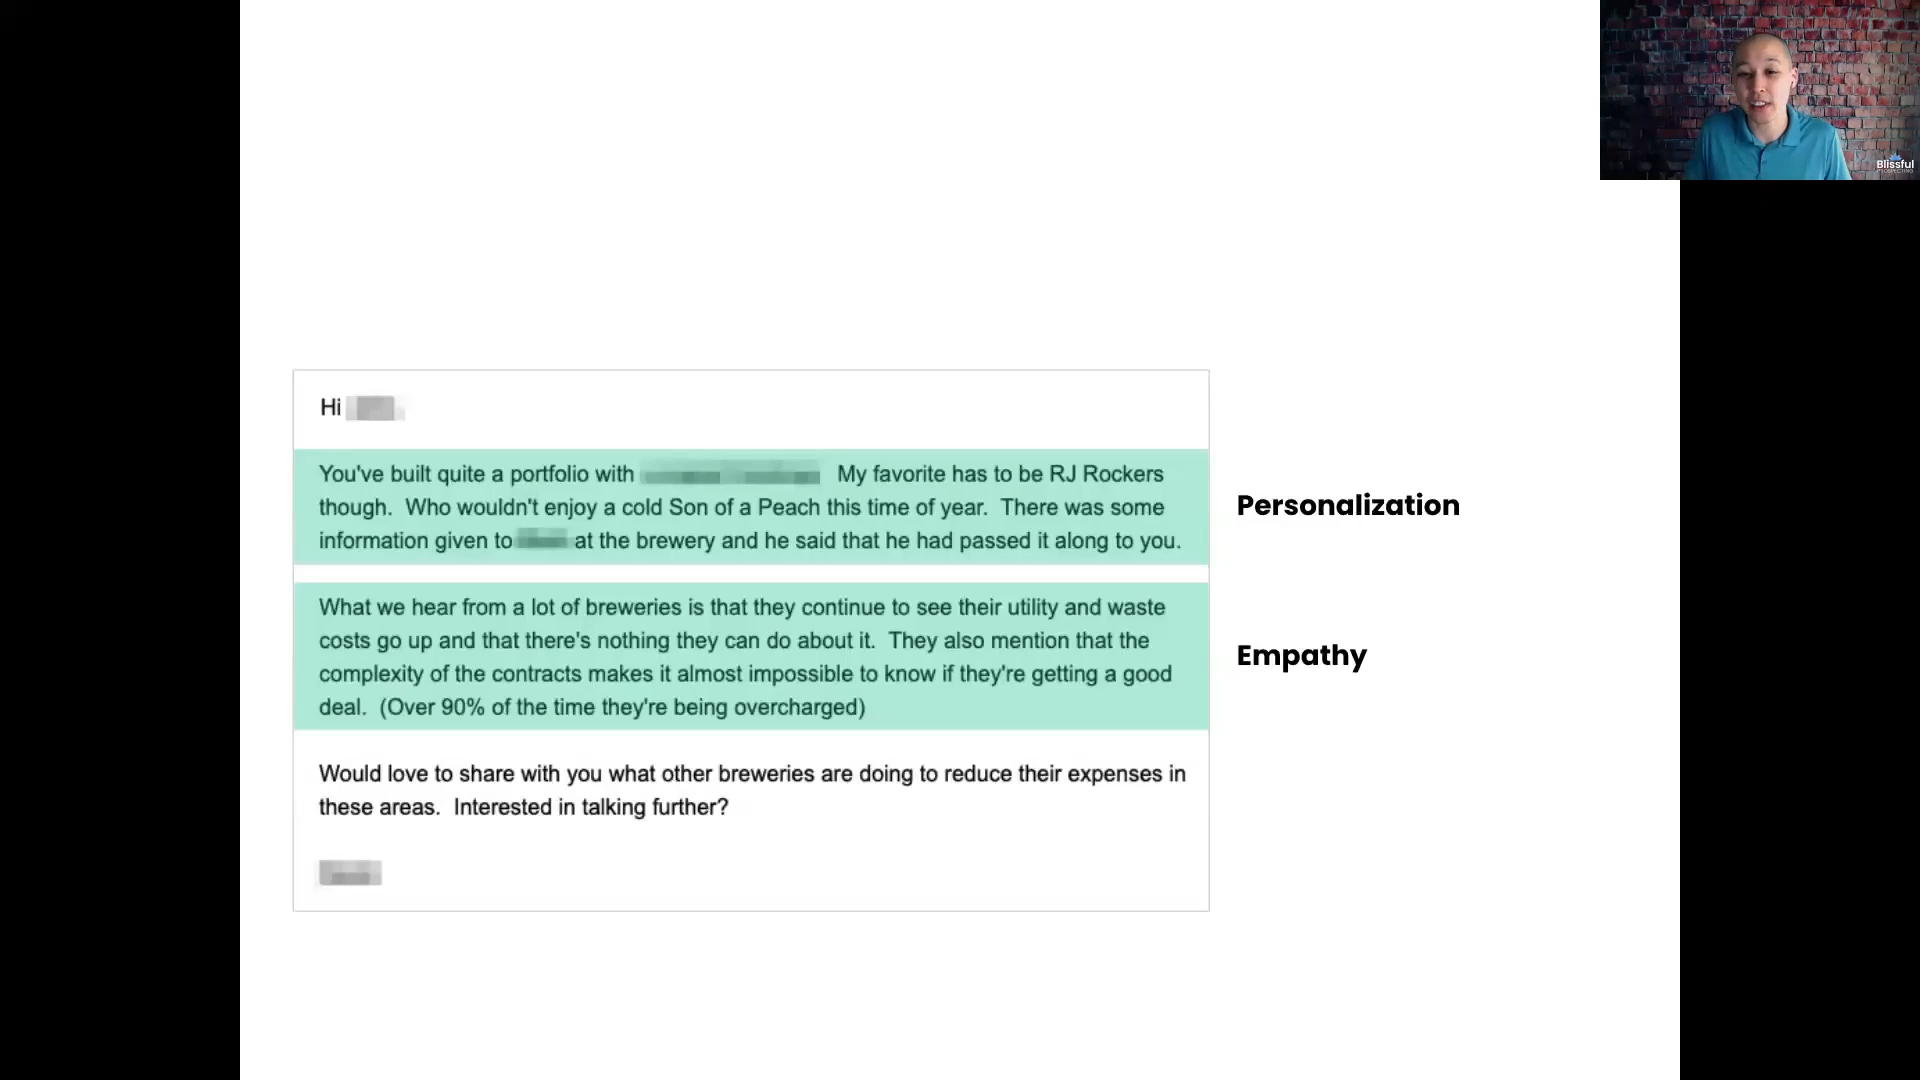 Blissful
PROSPECTING
Hi
You've built quite a portfolio with My favorite has to be RJ Rockers
though. Who wouldn't enjoy a cold Son of a Peach this time of year. There was some
information given to at the brewery and he said that he had passed it along to you.
Personalization
What we hear from a lot of breweries is that they continue to see their utility and waste
costs go up and that there's nothing they can do about it. They also mention that the
complexity of the contracts makes it almost impossible to know if they're getting a good
deal. (Over 90% of the time they're being overcharged)
Empathy
Would love to share with you what other breweries are doing to reduce their expenses in
these areas. Interested in talking further?